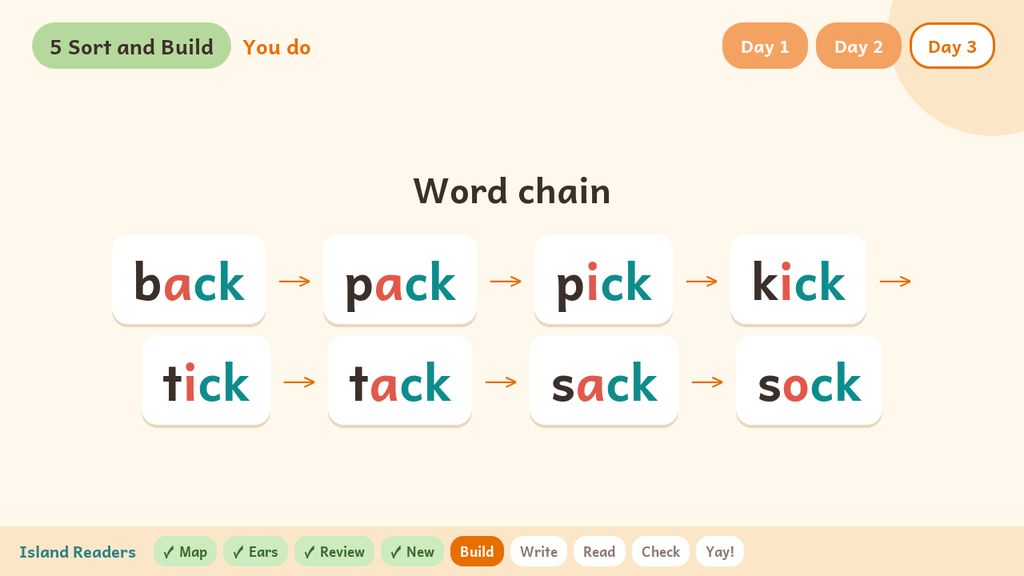 5 Sort and Build You do Day 1 Day 2 Day 3
Word chain
back → pack → pick → kick →
tick → tack → sack → sock
Island Readers ✓ Map ✓ Ears ✓ Review ✓ New Build Write Read Check Yay!